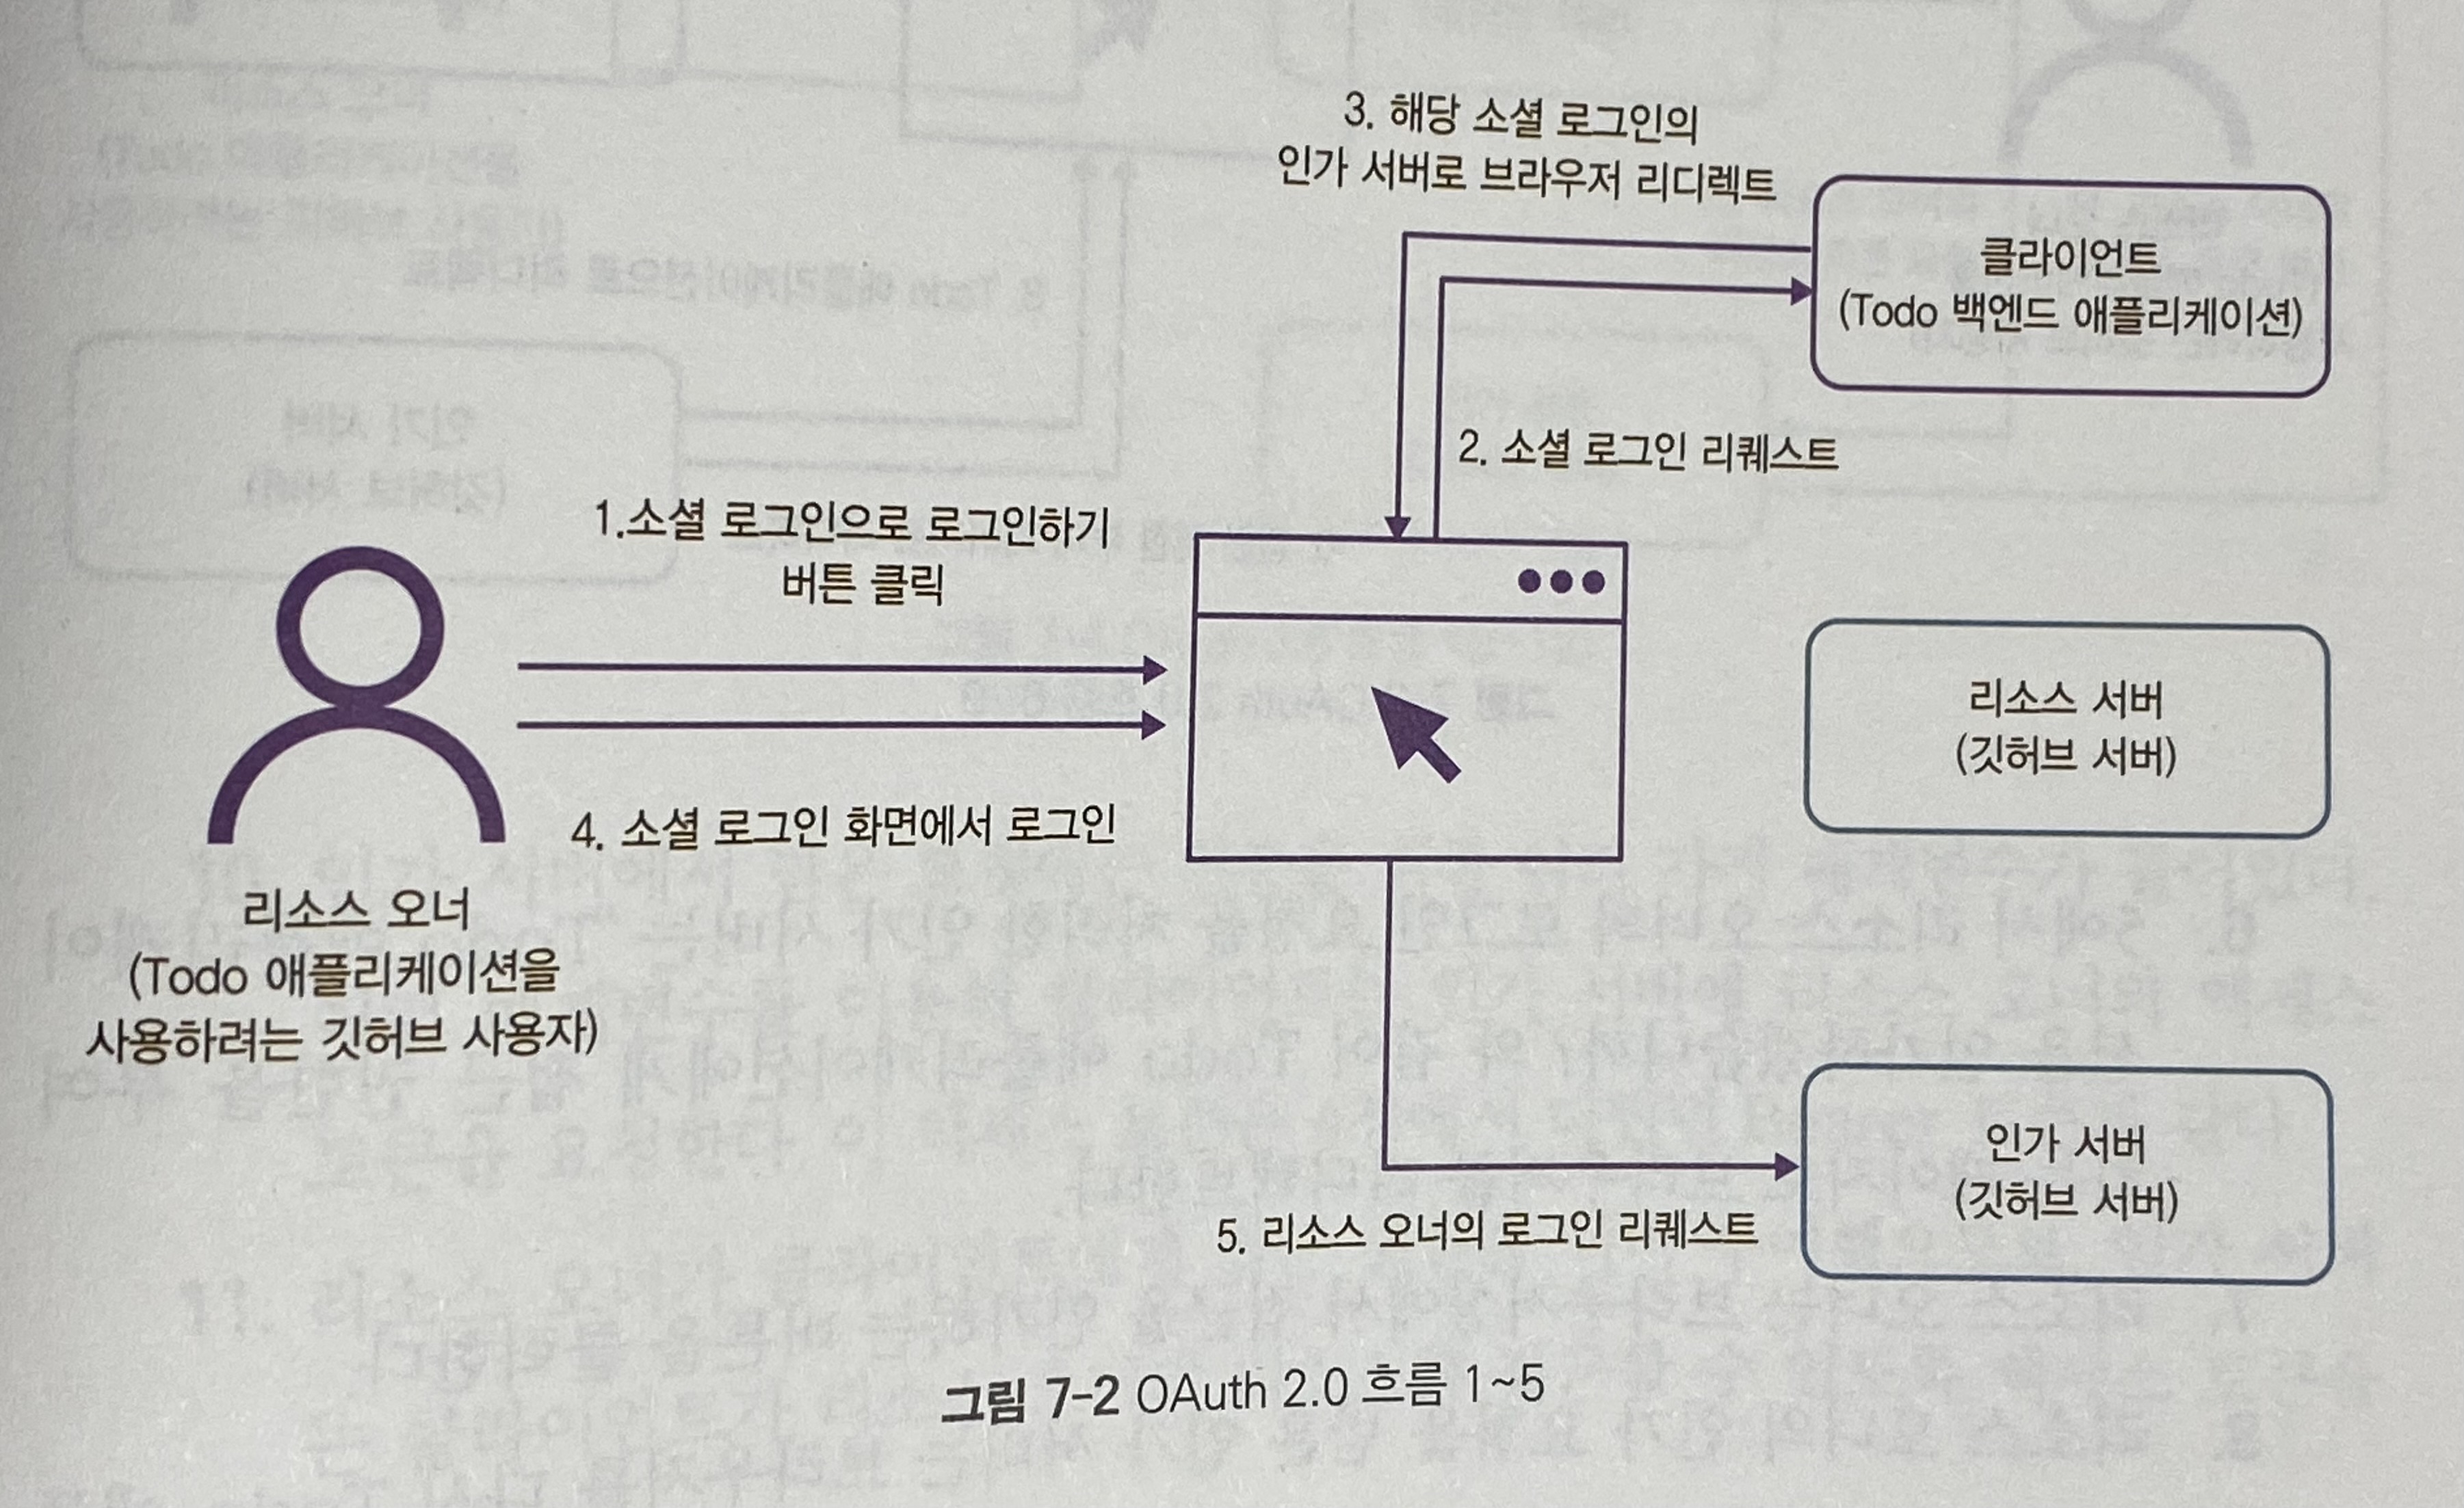 3. 해당 소셜 로그인의
인가 서버로 브라우저 리디렉트
클라이언트
(Todo 백엔드 애플리케이션)
2. 소셜 로그인 리퀘스트
1.소셜 로그인으로 로그인하기
버튼 클릭
리소스 서버
(깃허브 서버)
4. 소셜 로그인 화면에서 로그인
리소스 오너
(Todo 애플리케이션을
사용하려는 깃허브 사용자)
인가 서버
(깃허브 서버)
5. 리소스 오너의 로그인 리퀘스트
그림 7-2 OAuth 2.0 흐름 1~5